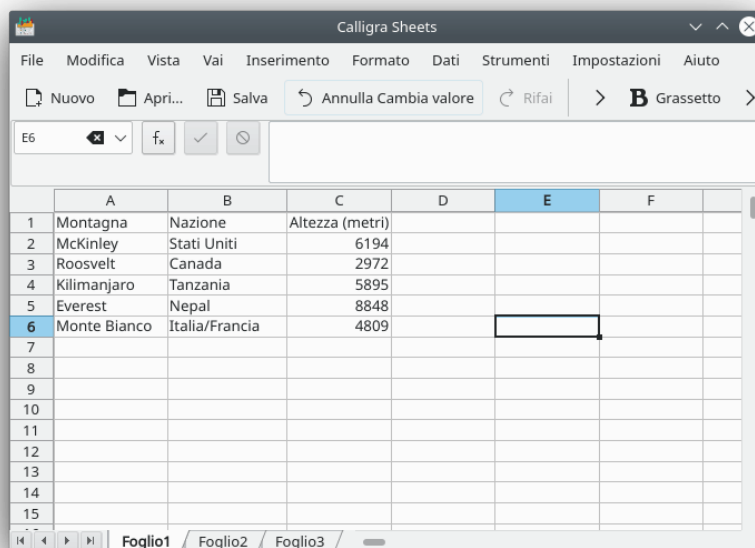 Calligra Sheets
File Modifica Vista Vai Inserimento Formato Dati Strumenti Impostazioni Aiuto
Nuovo Apri... Salva Annulla Cambia valore Rifai B Grassetto
E6 fx
A B C D E F
1 Montagna Nazione Altezza (metri)
2 McKinley Stati Uniti 6194
3 Roosvelt Canada 2972
4 Kilimanjaro Tanzania 5895
5 Everest Nepal 8848
6 Monte Bianco Italia/Francia 4809
7
8
9
10
11
12
13
14
15
Foglio1 Foglio2 Foglio3